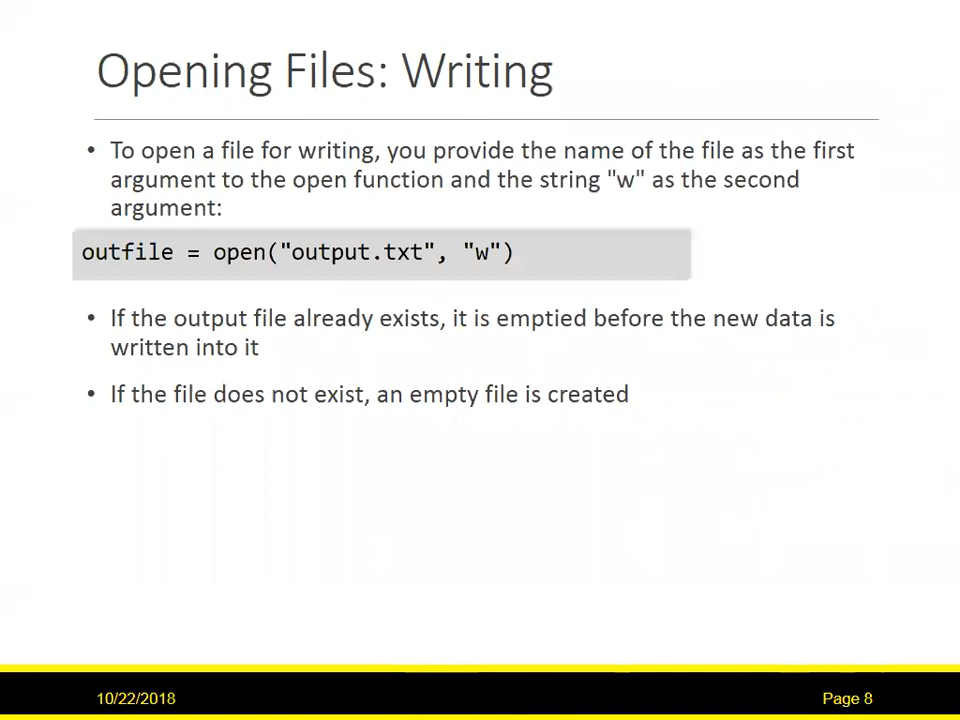 Opening Files: Writing
• To open a file for writing, you provide the name of the file as the first
argument to the open function and the string "w" as the second
argument:
outfile = open("output.txt", "w")
• If the output file already exists, it is emptied before the new data is
written into it
• If the file does not exist, an empty file is created
10/22/2018
Page 8